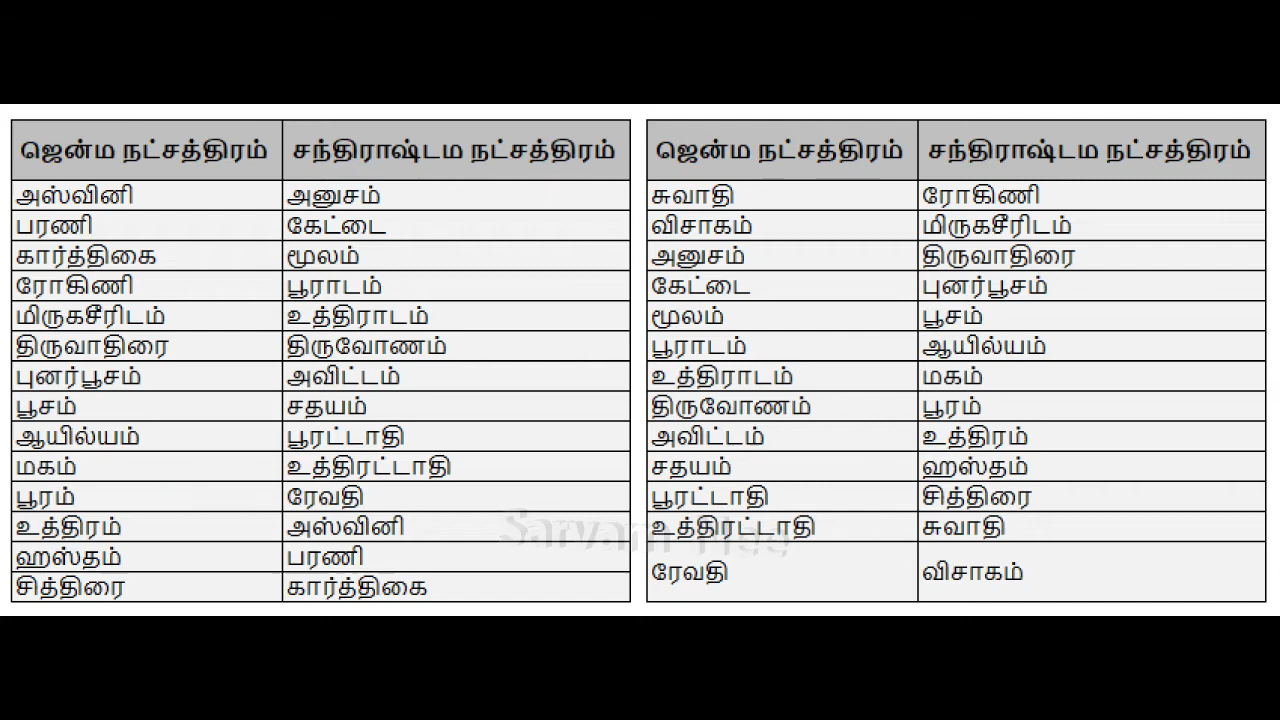 ஜென்ம நட்சத்திரம் சந்திராஷ்டம நட்சத்திரம்
அஸ்வினி அனுசம்
பரணி கேட்டை
கார்த்திகை மூலம்
ரோகிணி பூராடம்
மிருகசீரிடம் உத்திராடம்
திருவாதிரை திருவோணம்
புனர்பூசம் அவிட்டம்
பூசம் சதயம்
ஆயில்யம் பூரட்டாதி
மகம் உத்திரட்டாதி
பூரம் ரேவதி
உத்திரம் அஸ்வினி
ஹஸ்தம் பரணி
சித்திரை கார்த்திகை
ஜென்ம நட்சத்திரம் சந்திராஷ்டம நட்சத்திரம்
சுவாதி ரோகிணி
விசாகம் மிருகசீரிடம்
அனுசம் திருவாதிரை
கேட்டை புனர்பூசம்
மூலம் பூசம்
பூராடம் ஆயில்யம்
உத்திராடம் மகம்
திருவோணம் பூரம்
அவிட்டம் உத்திரம்
சதயம் ஹஸ்தம்
பூரட்டாதி சித்திரை
உத்திரட்டாதி சுவாதி
ரேவதி விசாகம்